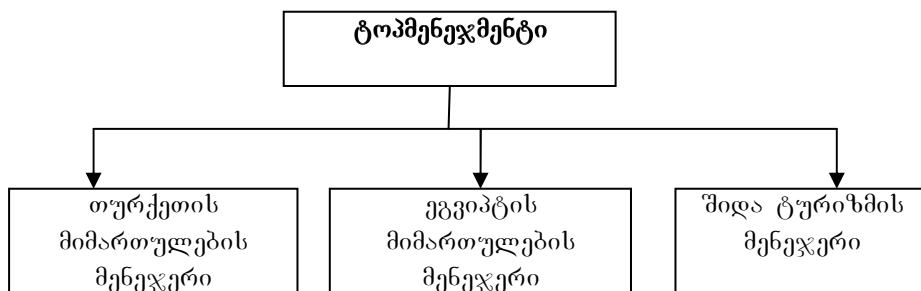 ტოპმენეჯმენტი
თურქეთის
მიმართულების
მენეჯერი
ეგვიპტის
მიმართულების
მენეჯერი
შიდა ტურიზმის
მენეჯერი